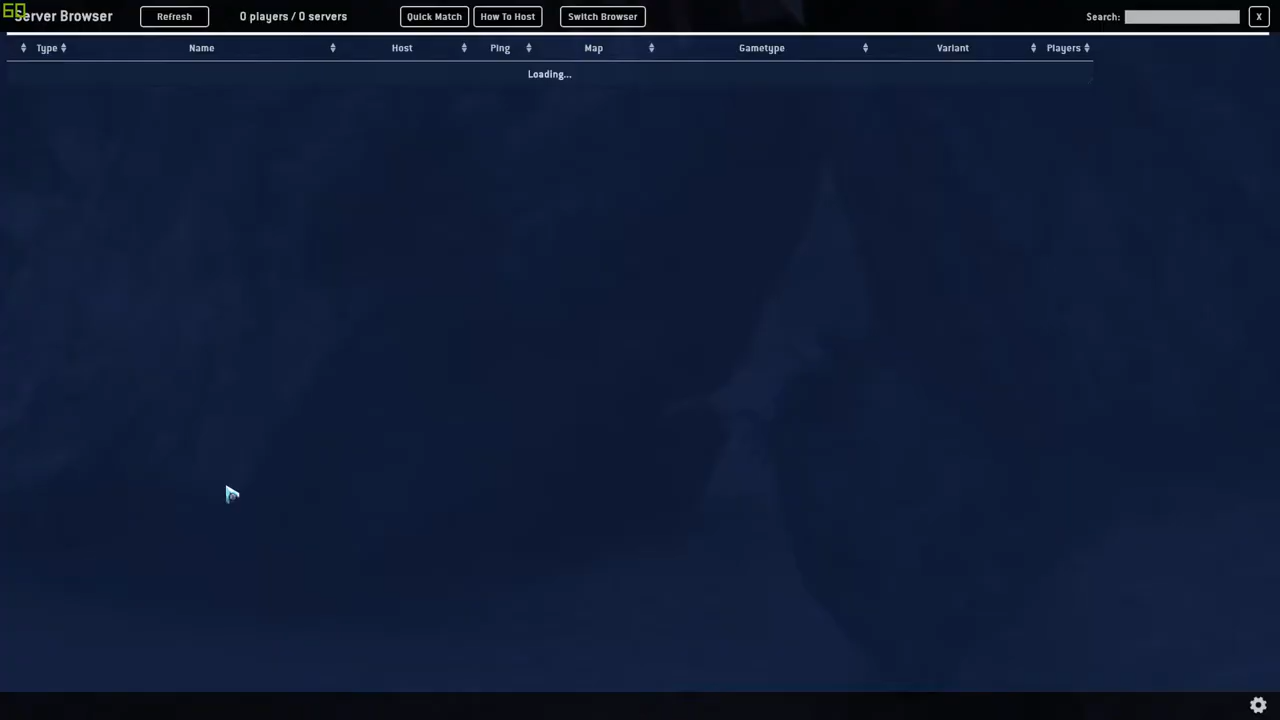 60
Server Browser Refresh 0 players / 0 servers Quick Match How To Host Switch Browser Search: X
Type Name Host Ping Map Gametype Variant Players
Loading...